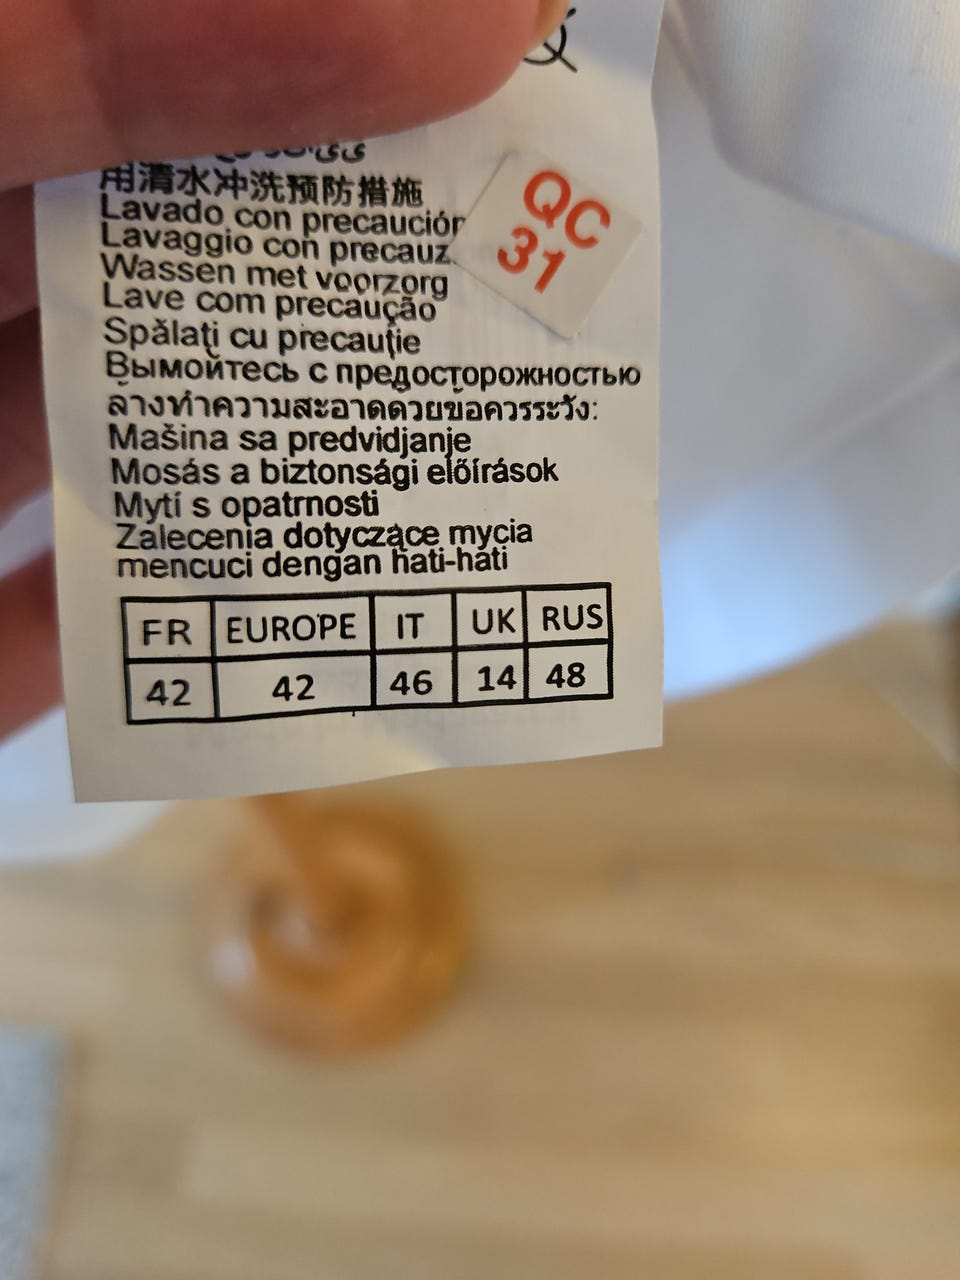 用清水冲洗预防措施
Lavado con precaución
Lavaggio con precauz.
Wassen met voorzorg
Lave com precaução
Spălați cu precauție
Вымойтесь с предосторожностью
ล้างทำความสะอาดด้วยข้อควรระวัง:
Mašina sa predvidjanje
Mosás a biztonsági előírások
Mytí s opatrnosti
Zalecenia dotyczące mycia
mencuci dengan hati-hati
QC
31
FR EUROPE IT UK RUS
42 42 46 14 48